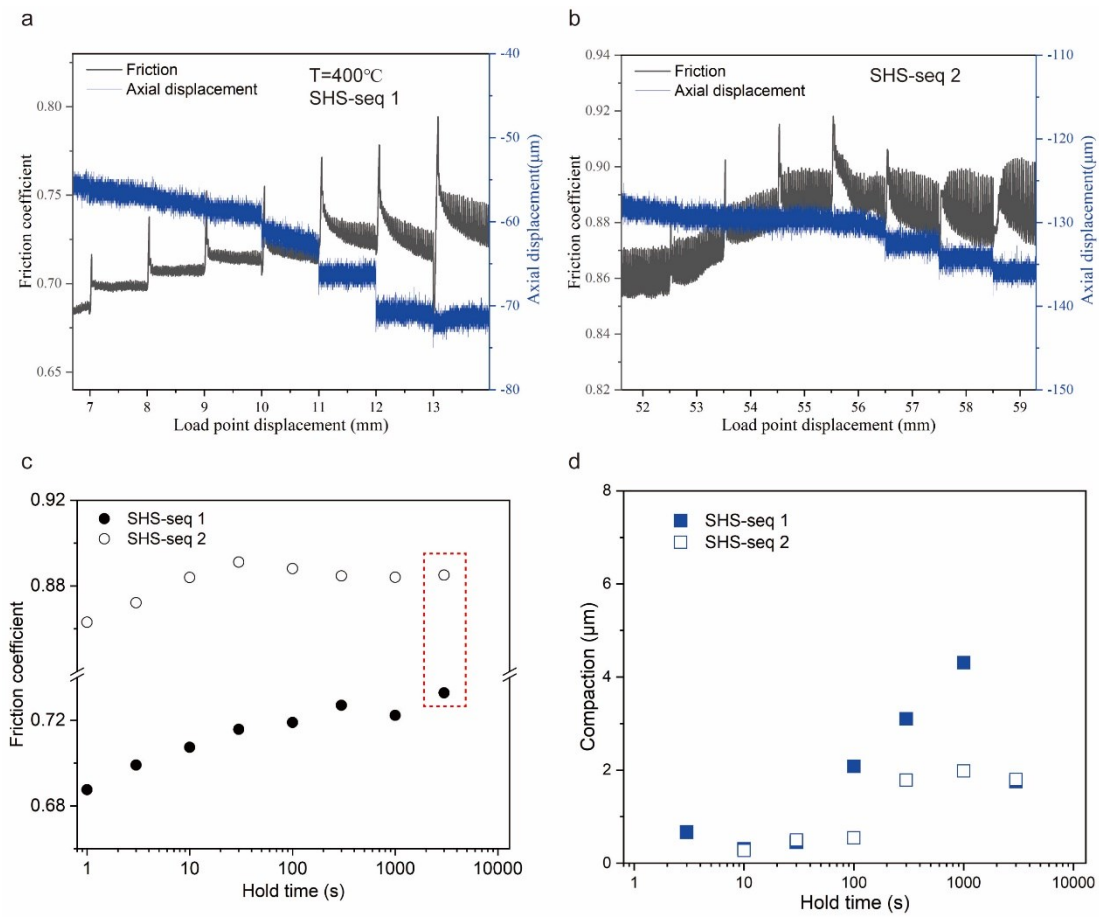 a
Friction
Axial displacement
T=400℃
SHS-seq 1
0.80
0.75
0.70
0.65
Friction coefficient
-40
-50
-60
-70
-80
Axial displacement(μm)
7 8 9 10 11 12 13
Load point displacement (mm)
b
Friction
Axial displacement
SHS-seq 2
0.94
0.92
0.90
0.88
0.86
0.84
0.82
Friction coefficient
-110
-120
-130
-140
-150
Axial displacement(μm)
52 53 54 55 56 57 58 59
Load point displacement (mm)
c
SHS-seq 1
SHS-seq 2
0.92
0.88
0.72
0.68
Friction coefficient
1 10 100 1000 10000
Hold time (s)
d
SHS-seq 1
SHS-seq 2
8
6
4
2
0
Compaction (μm)
1 10 100 1000 10000
Hold time (s)